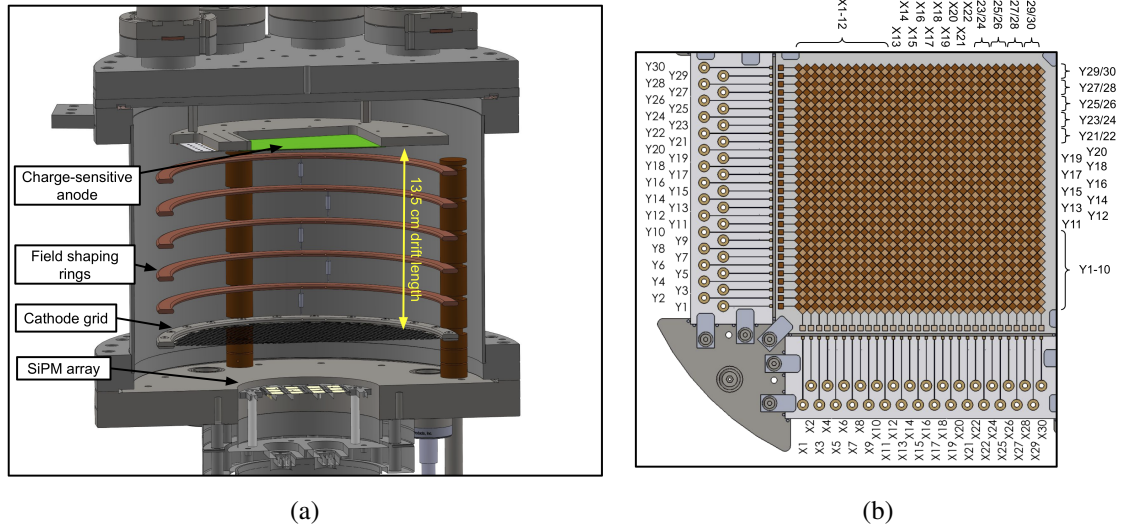 Charge-sensitive
anode
Field shaping
rings
Cathode grid
SiPM array
13.5 cm drift length
(a)
X1-12
X14
X13
X16
X15
X18
X17
X20
X19
X22
X21
23/24
25/26
27/28
29/30
Y30
Y29
Y28
Y27
Y26
Y25
Y24
Y23
Y22
Y21
Y20
Y19
Y18
Y17
Y16
Y15
Y14
Y13
Y12
Y11
Y10
Y9
Y8
Y7
Y6
Y5
Y4
Y3
Y2
Y1
Y29/30
Y27/28
Y25/26
Y23/24
Y21/22
Y20
Y19
Y18
Y17
Y16
Y15
Y14
Y13
Y12
Y11
Y1-10
X1
X2
X3
X4
X5
X6
X7
X8
X9
X10
X11
X12
X13
X14
X15
X16
X17
X18
X19
X20
X21
X22
X22
X24
X25
X26
X27
X28
X29
X30
(b)